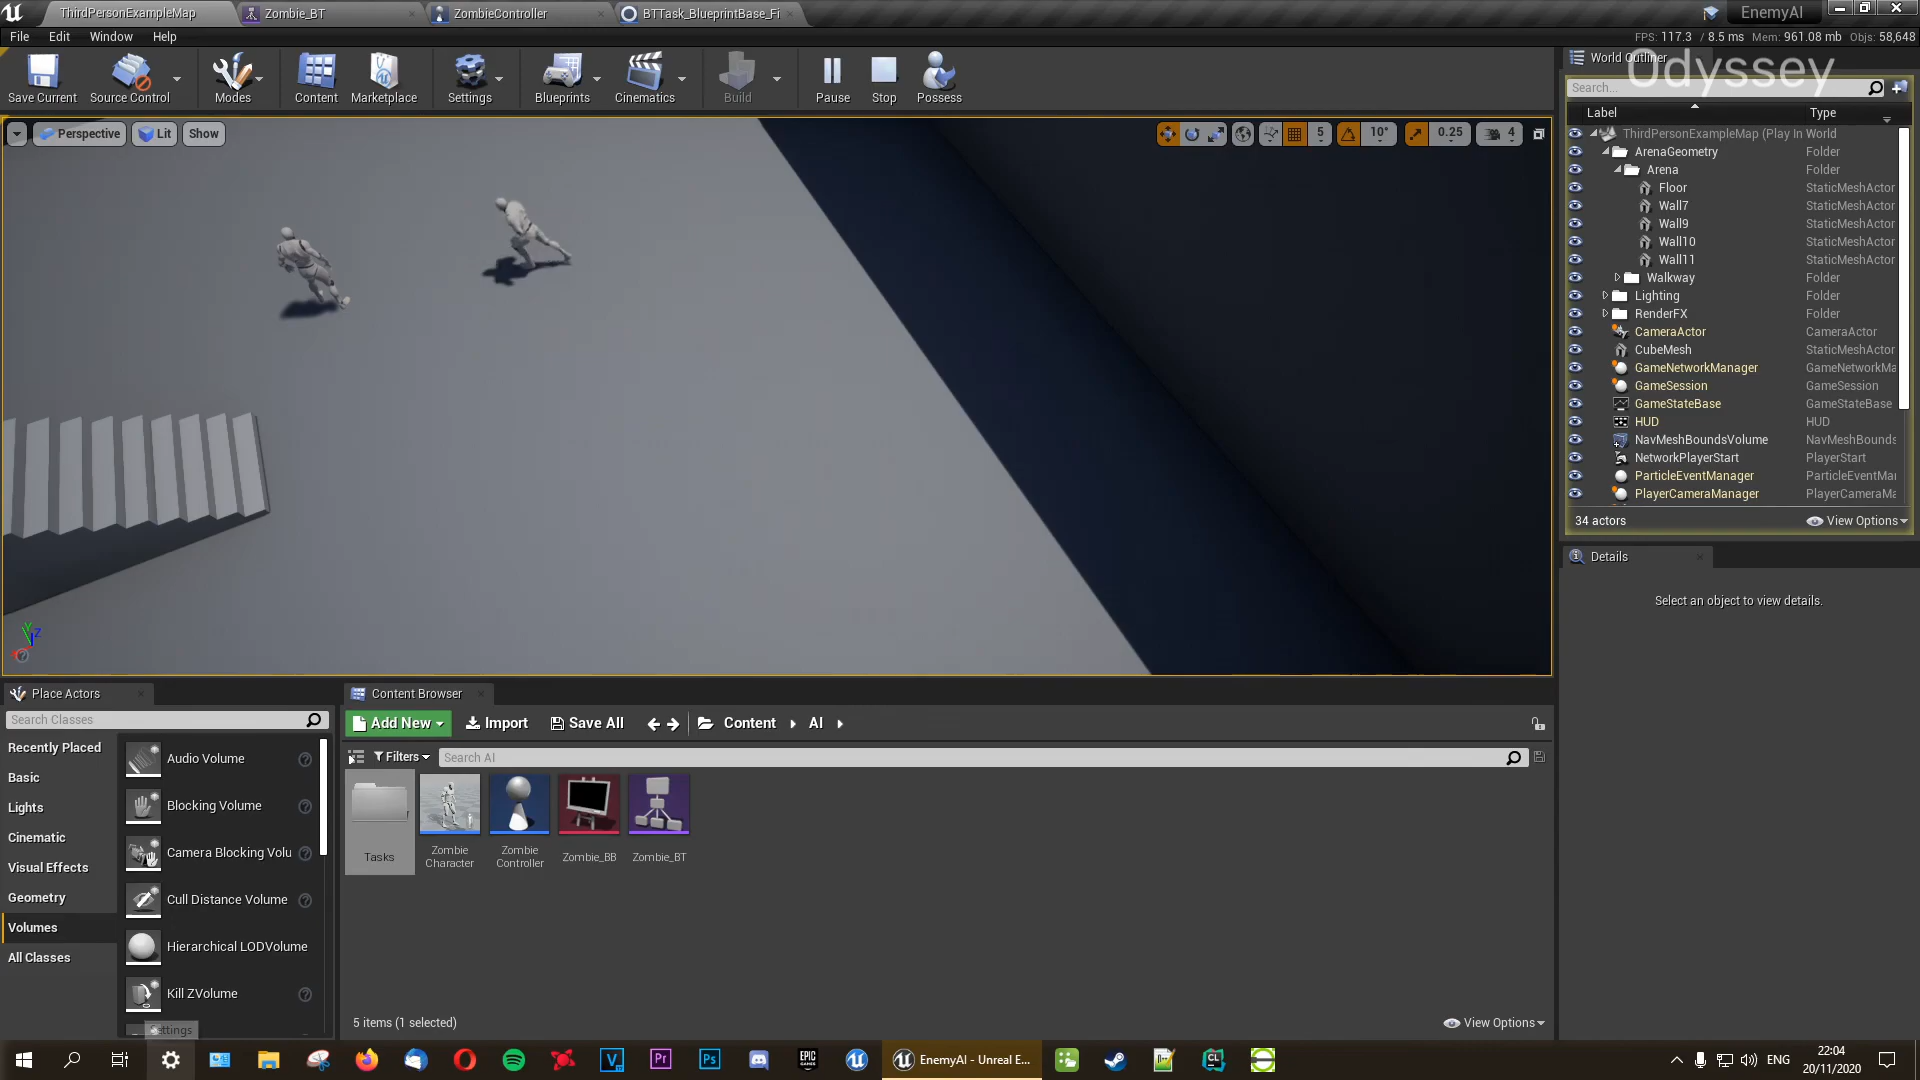 ThirdPersonExampleMap
Zombie_BT
ZombieController
BTTask_BlueprintBase_Fi
EnemyAI
File
Edit
Window
Help
FPS: 117.3 / 8.5 ms Mem: 961.08 mb Objs: 58,648
Save Current
Source Control
Modes
Content
Marketplace
Settings
Blueprints
Cinematics
Build
Pause
Stop
Possess
World Outliner
Odyssey
Search...
Label
Type
Perspective
Lit
Show
5
10°
0.25
4
ThirdPersonExampleMap (Play In World
ArenaGeometry Folder
Arena Folder
Floor StaticMeshActor
Wall7 StaticMeshActor
Wall9 StaticMeshActor
Wall10 StaticMeshActor
Wall11 StaticMeshActor
Walkway Folder
Lighting Folder
RenderFX Folder
CameraActor CameraActor
CubeMesh StaticMeshActor
GameNetworkManager GameNetworkMa
GameSession GameSession
GameStateBase GameStateBase
HUD HUD
NavMeshBoundsVolume NavMeshBounds
NetworkPlayerStart PlayerStart
ParticleEventManager ParticleEventMa
PlayerCameraManager PlayerCameraMa
34 actors
View Options
Details
Select an object to view details.
Place Actors
Search Classes
Recently Placed
Basic
Lights
Cinematic
Visual Effects
Geometry
Volumes
All Classes
Audio Volume
Blocking Volume
Camera Blocking Volu
Cull Distance Volume
Hierarchical LODVolume
Kill ZVolume
Settings
Content Browser
Add New
Import
Save All
Content
AI
Filters
Search AI
Tasks
Zombie
Character
Zombie
Controller
Zombie_BB
Zombie_BT
5 items (1 selected)
View Options
EnemyAI - Unreal E...
ENG
22:04
20/11/2020